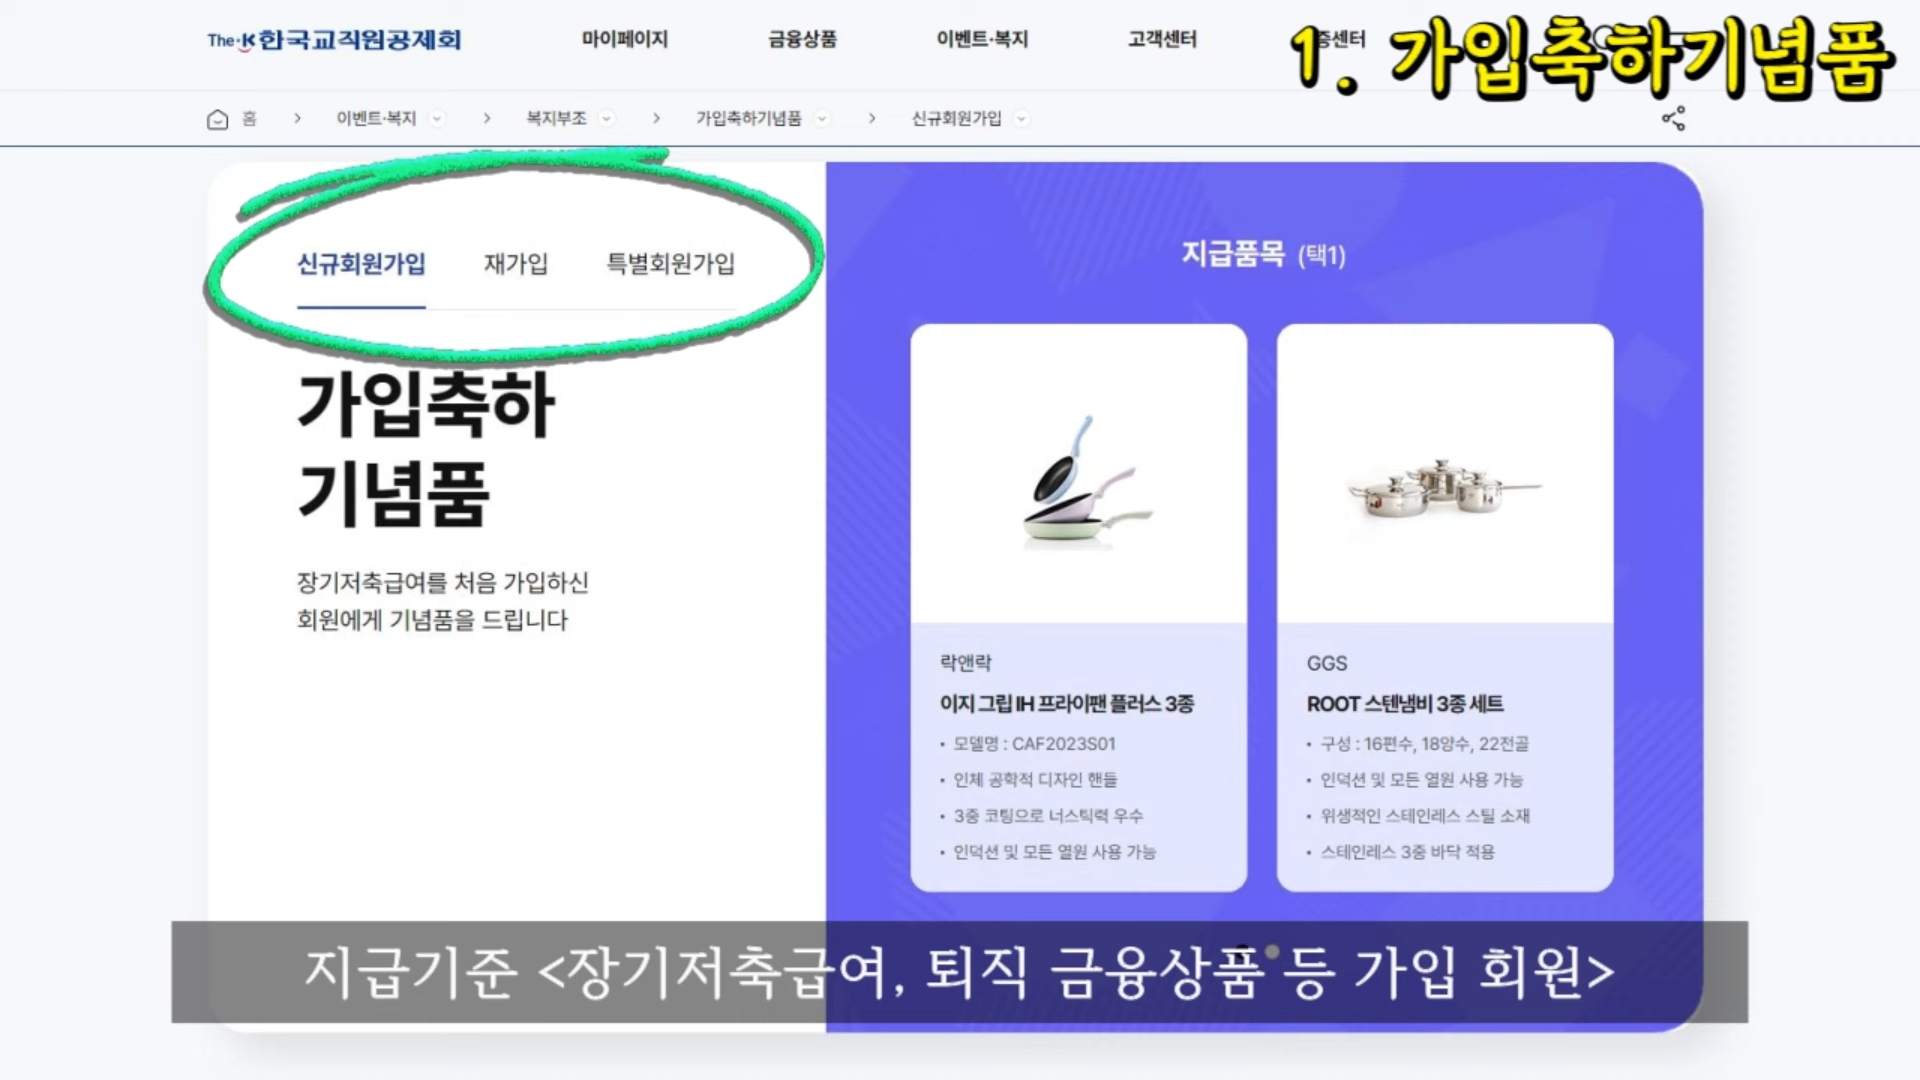 The-K한국교직원공제회
마이페이지
금융상품
이벤트·복지
고객센터
증센터
1. 가입축하기념품
홈 > 이벤트·복지 > 복지부조 > 가입축하기념품 > 신규회원가입
신규회원가입
재가입
특별회원가입
가입축하
기념품
장기저축급여를 처음 가입하신
회원에게 기념품을 드립니다
지급품목 (택1)
락앤락
이지 그립 IH 프라이팬 플러스 3종
• 모델명 : CAF2023S01
• 인체 공학적 디자인 핸들
• 3중 코팅으로 너스틱력 우수
• 인덕션 및 모든 열원 사용 가능
GGS
ROOT 스텐냄비 3종 세트
• 구성 : 16편수, 18양수, 22전골
• 인덕션 및 모든 열원 사용 가능
• 위생적인 스테인레스 스틸 소재
• 스테인레스 3중 바닥 적용
지급기준 <장기저축급여, 퇴직 금융상품 등 가입 회원>